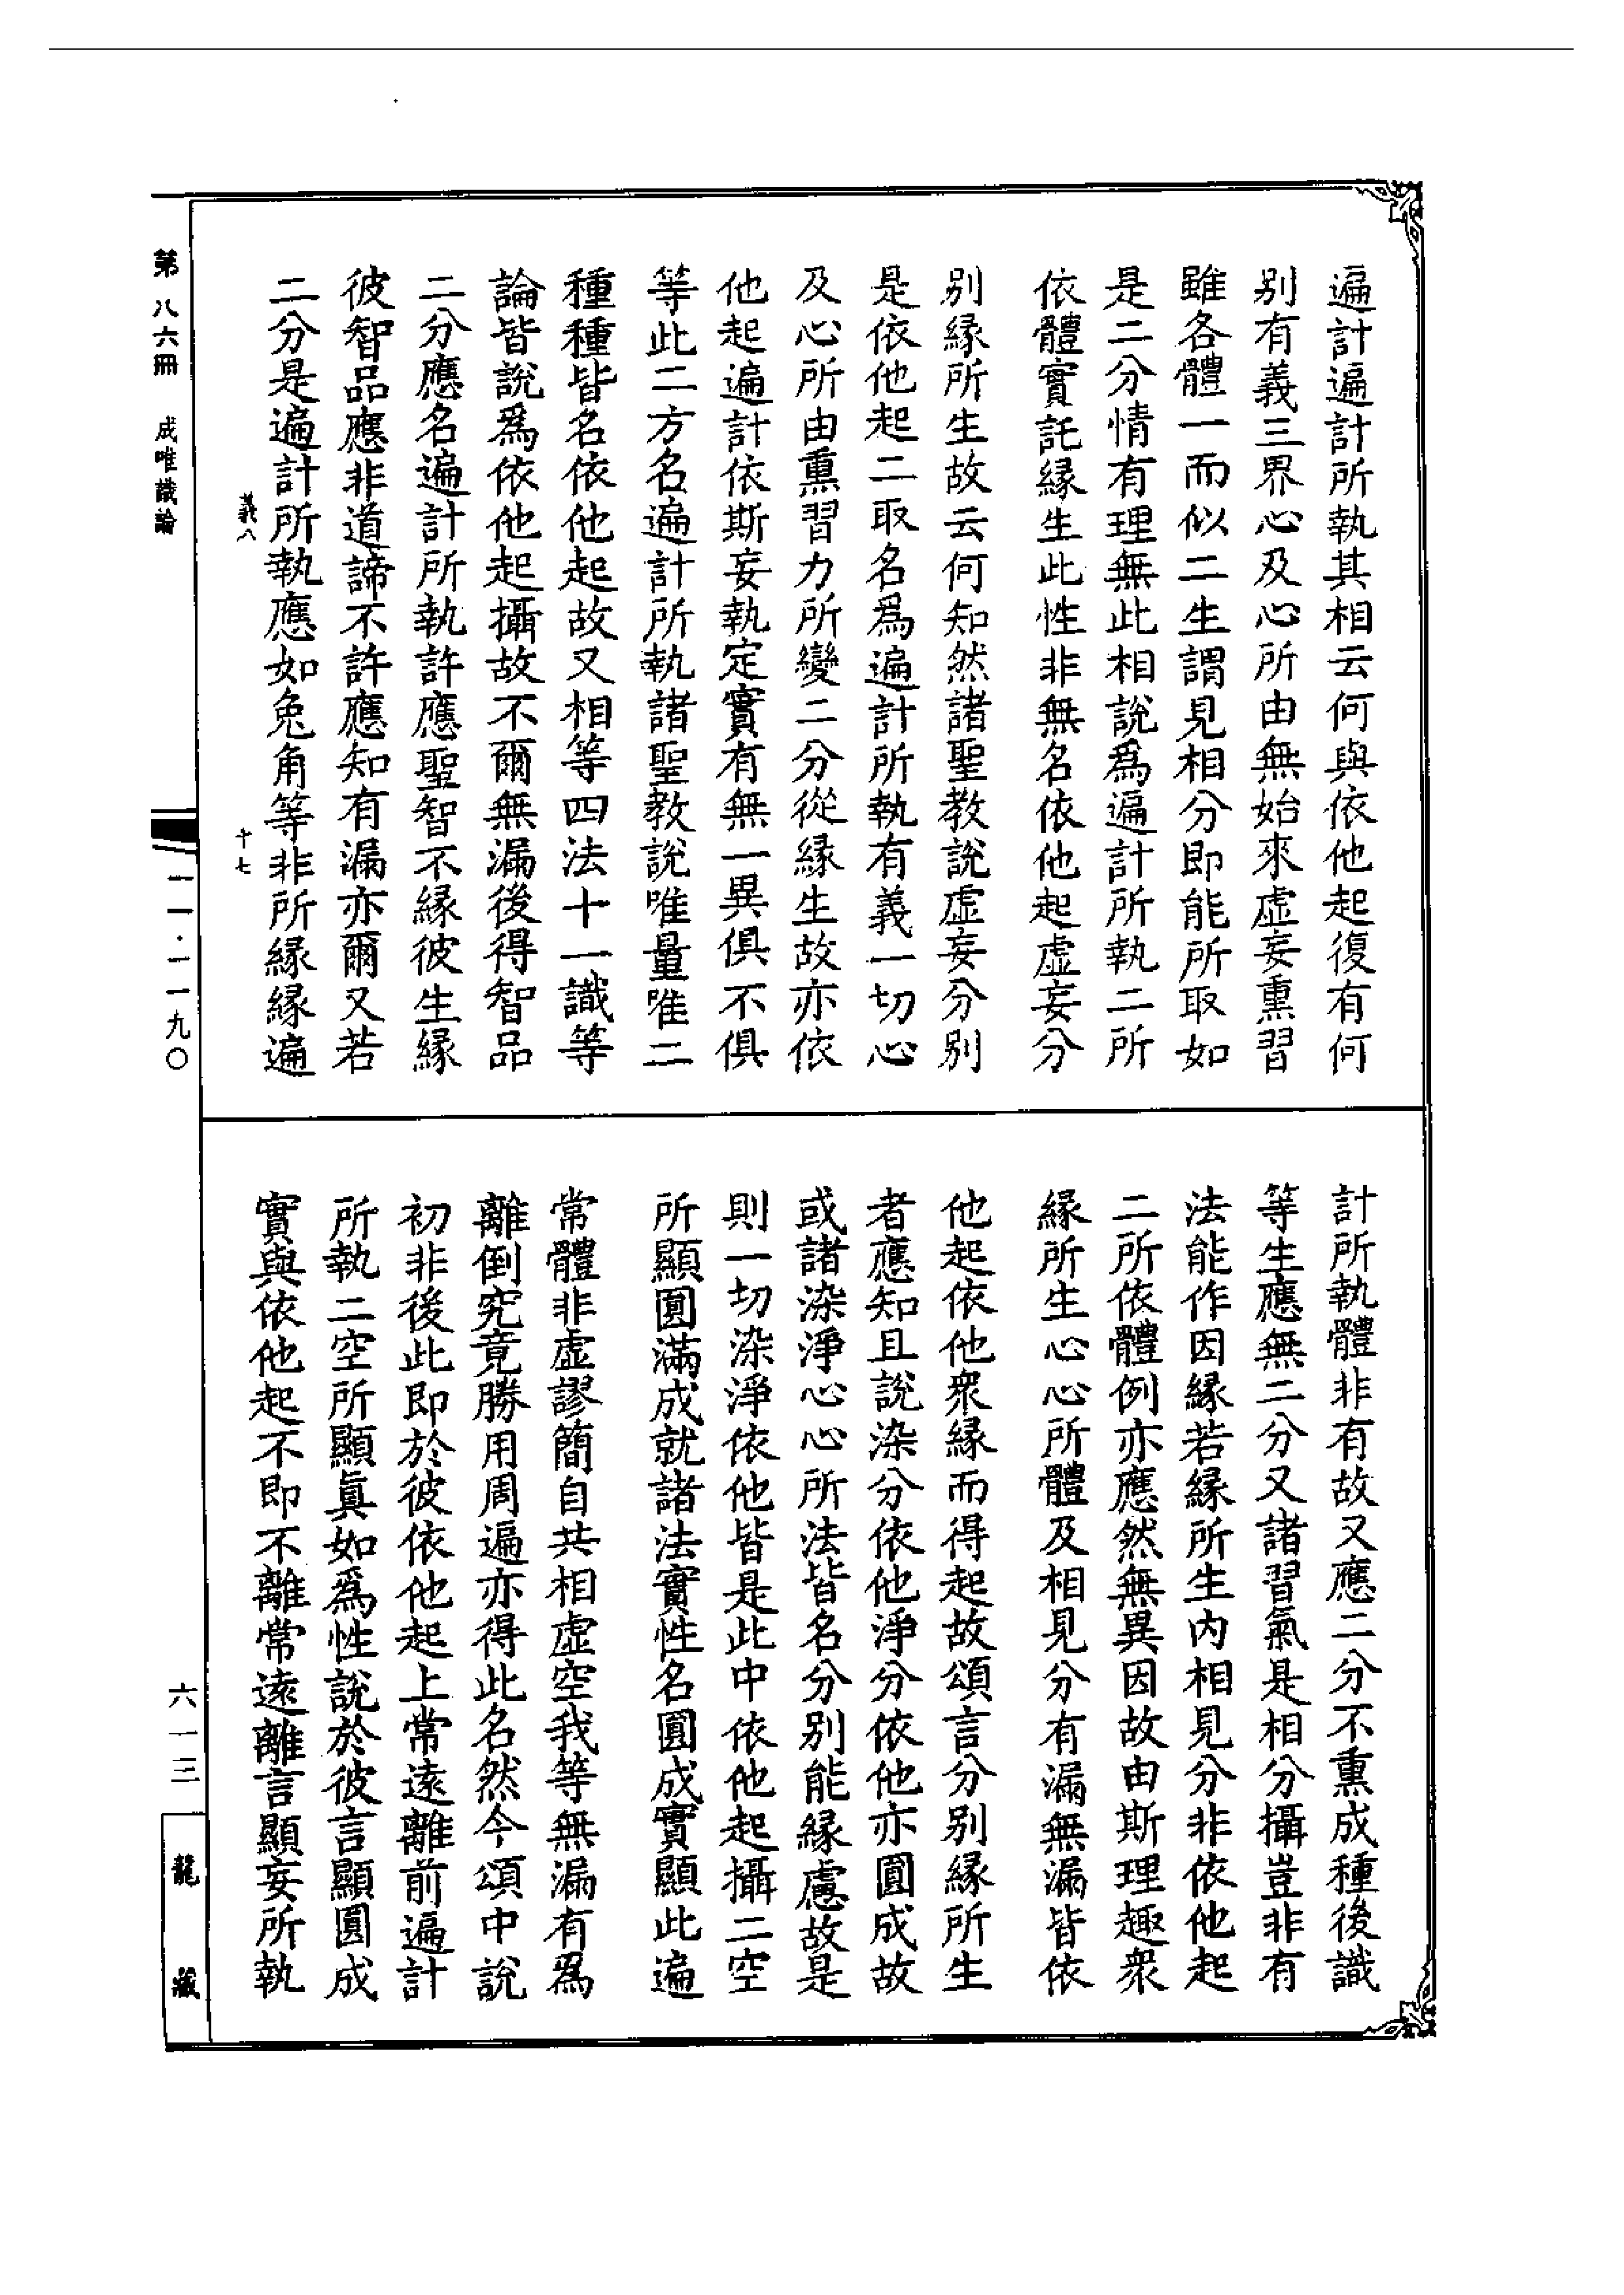 遍計遍計所執其相云何與依他起復有何
别有義三界心及心所由無始來虛妄熏習
雖各體一而似二生謂見相分即能所取如
是二分情有理無此相說爲遍計所執二所
依體實託緣生此性非無名依他起虛妄分
别緣所生故云何知然諸聖教說虛妄分别
是依他起二取名爲遍計所執有義一切心
及心所由熏習力所變二分從緣生故亦依
他起遍計依斯妄執定實有無一異俱不俱
等此二方名遍計所執諸聖教說唯量唯二
種種皆名依他起故又相等四法十一識等
論皆說爲依他起攝故不爾無漏後得智品
二分應名遍計所執許應聖智不緣彼生緣
彼智品應非道諦不許應知有漏亦爾又若
二分是遍計所執應如兔角等非所緣緣遍
義八
十七
計所執體非有故又應二分不熏成種後識
等生應無二分又諸習氣是相分攝豈非有
法能作因緣若緣所生內相見分非依他起
二所依體例亦應然無異因故由斯理趣衆
緣所生心心所體及相見分有漏無漏皆依
他起依他衆緣而得起故頌言分别緣所生
者應知且說染分依他淨分依他亦圓成故
或諸染淨心心所法皆名分别能緣慮故是
則一切染淨依他皆是此中依他起攝二空
所顯圓滿成就諸法實性名圓成實顯此遍
常體非虛謬簡自共相虛空我等無漏有爲
離倒究竟勝用周遍亦得此名然今頌中說
初非後此即於彼依他起上常遠離前遍計
所執二空所顯眞如爲性說於彼言顯圓成
實與依他起不即不離常遠離言顯妄所執
第八六冊 成唯識論
一一·一一九〇
六一三
龍藏